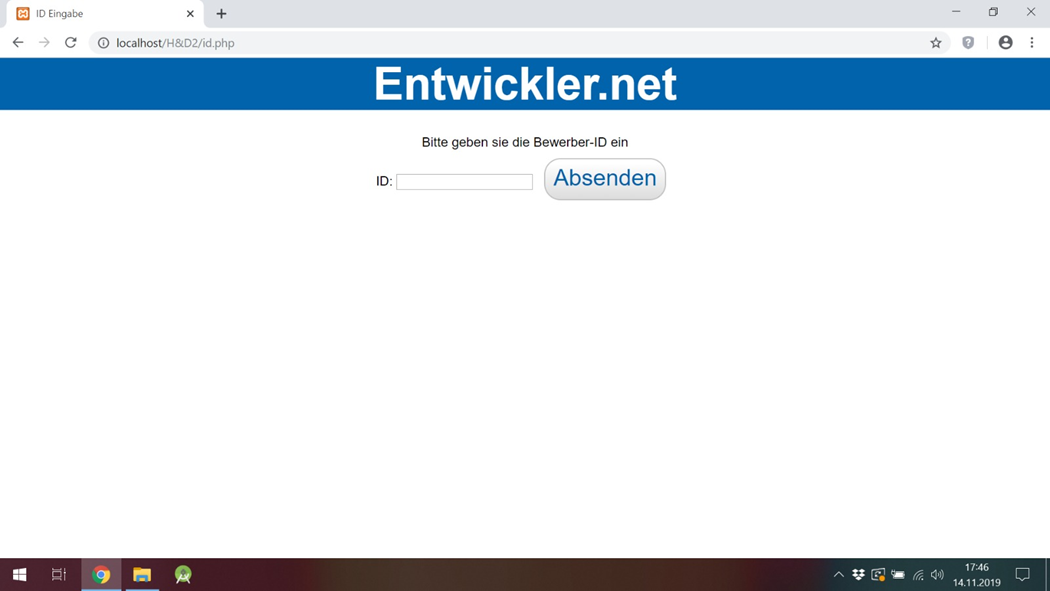 ID Eingabe
localhost/H&D2/id.php
Entwickler.net
Bitte geben sie die Bewerber-ID ein
ID:
Absenden
17:46
14.11.2019